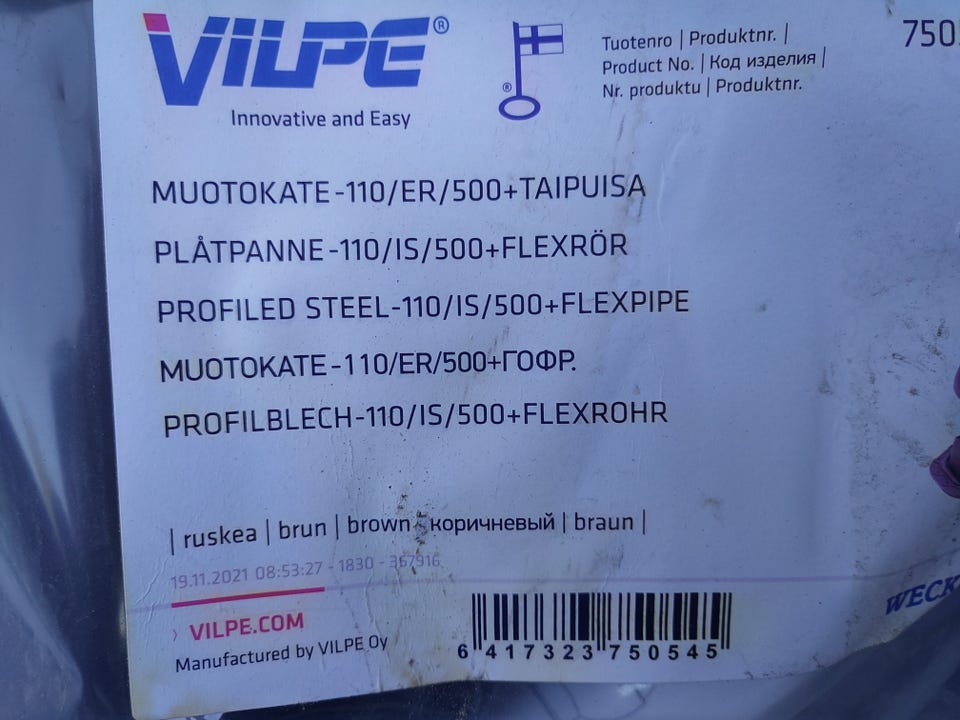 VILPE®
Innovative and Easy
®
Tuotenro | Produktnr. |
Product No. | Код изделия |
Nr. produktu | Produktnr.
750
MUOTOKATE-110/ER/500+TAIPUISA
PLÅTPANNE-110/IS/500+FLEXRÖR
PROFILED STEEL-110/IS/500+FLEXPIPE
MUOTOKATE-110/ER/500+ГОФР.
PROFILBLECH-110/IS/500+FLEXROHR
| ruskea | brun | brown коричневый | braun |
19.11.2021 08:53:27 - 1830 - 367916
› VILPE.COM
Manufactured by VILPE Oy
6 417323 750545
WECK